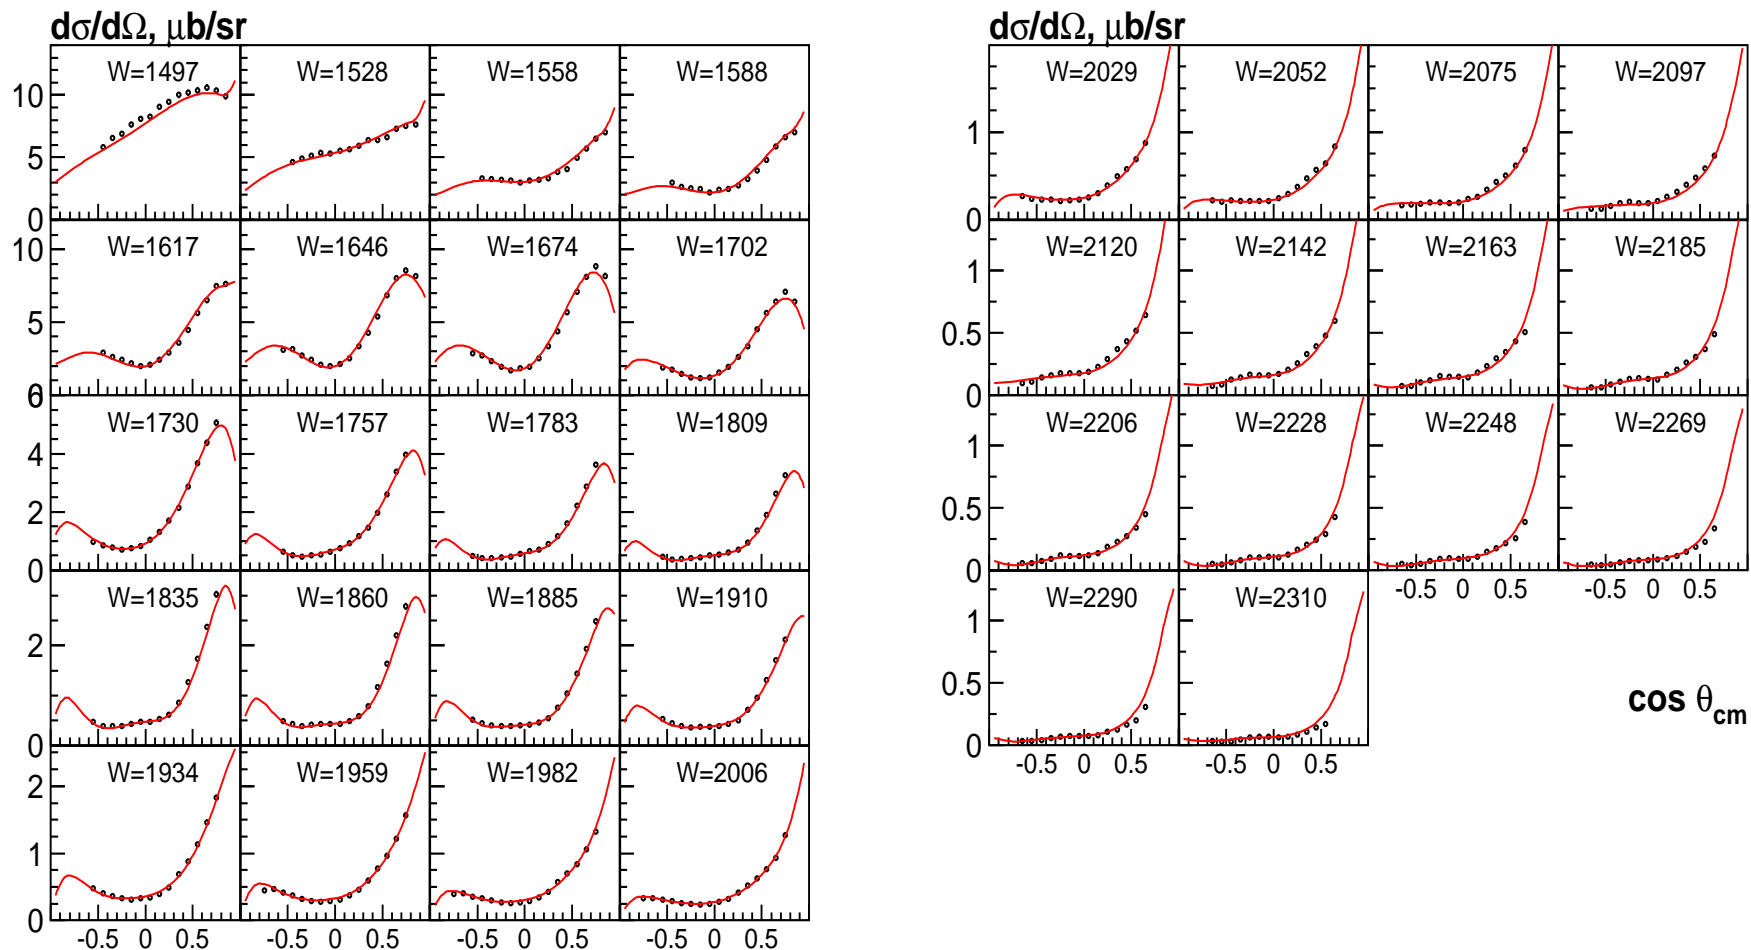 dσ/dΩ, μb/sr
W=1497 W=1528 W=1558 W=1588
10
5
0
W=1617 W=1646 W=1674 W=1702
10
5
0
W=1730 W=1757 W=1783 W=1809
6
4
2
0
W=1835 W=1860 W=1885 W=1910
2
0
W=1934 W=1959 W=1982 W=2006
2
1
0
-0.5 0 0.5 -0.5 0 0.5 -0.5 0 0.5 -0.5 0 0.5
dσ/dΩ, μb/sr
W=2029 W=2052 W=2075 W=2097
1
0
W=2120 W=2142 W=2163 W=2185
1
0.5
0
W=2206 W=2228 W=2248 W=2269
1
0.5
0
-0.5 0 0.5 -0.5 0 0.5
W=2290 W=2310
1
0.5
0
-0.5 0 0.5 -0.5 0 0.5
cos θcm